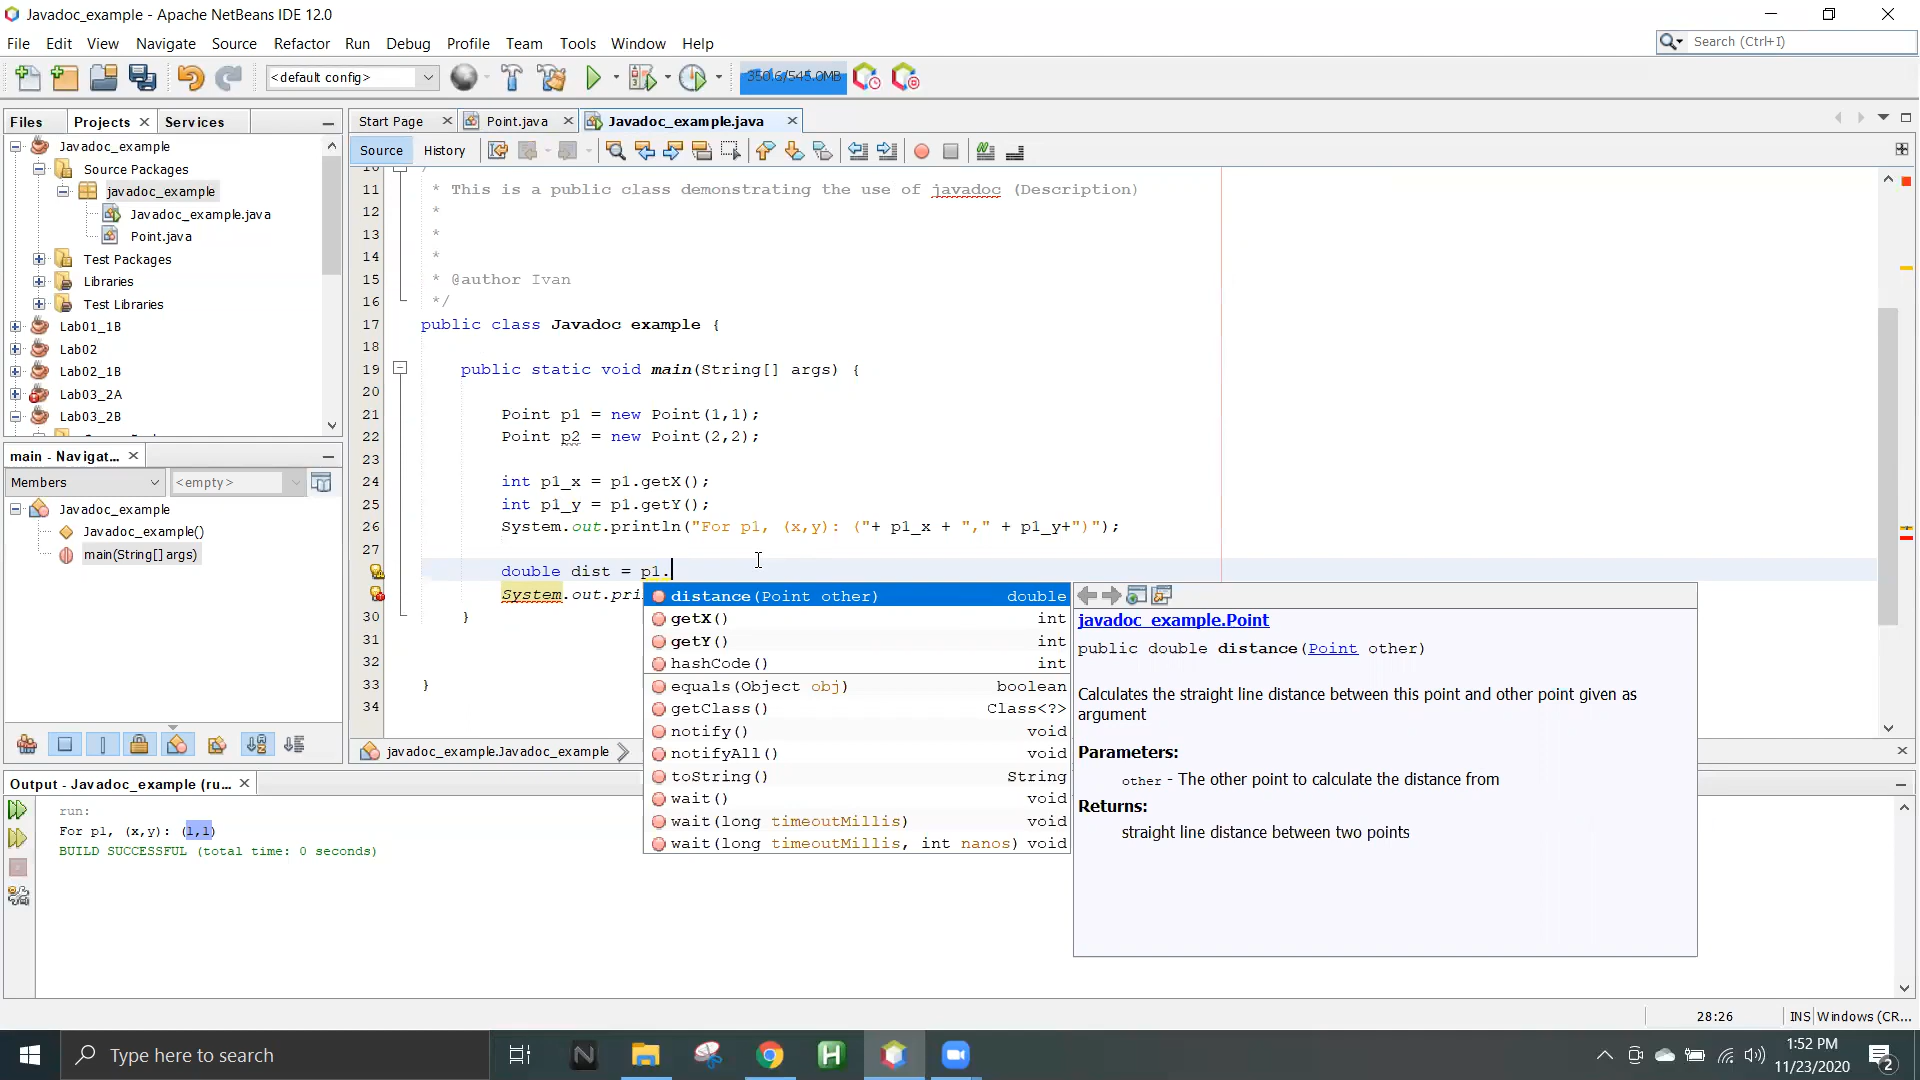 Javadoc_example - Apache NetBeans IDE 12.0
File Edit View Navigate Source Refactor Run Debug Profile Team Tools Window Help
Search (Ctrl+I)
<default config>
350.6/545.0MB
Files Projects Services
Start Page Point.java Javadoc_example.java
Source History
Javadoc_example
Source Packages
javadoc_example
Javadoc_example.java
Point.java
Test Packages
Libraries
Test Libraries
Lab01_1B
Lab02
Lab02_1B
Lab03_2A
Lab03_2B
main - Navigat...
Members
<empty>
Javadoc_example
Javadoc_example()
main(String[] args)
11 * This is a public class demonstrating the use of javadoc (Description)
12 *
13 *
14 *
15 * @author Ivan
16 */
17 public class Javadoc example {
18
19 public static void main(String[] args) {
20
21 Point p1 = new Point(1,1);
22 Point p2 = new Point(2,2);
23
24 int p1_x = p1.getX();
25 int p1_y = p1.getY();
26 System.out.println("For p1, (x,y): ("+ p1_x + "," + p1_y+")");
27
double dist = p1.
System.out.pri
30 }
31
32
33 }
34
distance(Point other) double
getX() int
getY() int
hashCode() int
equals(Object obj) boolean
getClass() Class<?>
notify() void
notifyAll() void
toString() String
wait() void
wait(long timeoutMillis) void
wait(long timeoutMillis, int nanos) void
javadoc_example.Point
public double distance(Point other)
Calculates the straight line distance between this point and other point given as
argument
Parameters:
other - The other point to calculate the distance from
Returns:
straight line distance between two points
javadoc_example.Javadoc_example
Output - Javadoc_example (ru...
run:
For p1, (x,y): (1,1)
BUILD SUCCESSFUL (total time: 0 seconds)
28:26 INS Windows (CR...
Type here to search
1:52 PM
11/23/2020
2